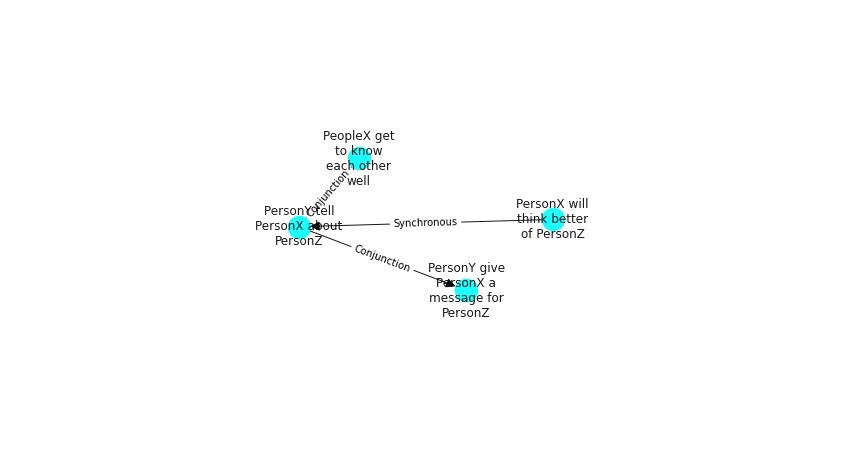 PeopleX get
to know
each other
well
Conjunction
PersonY tell
PersonX about
PersonZ
Synchronous
PersonX will
think better
of PersonZ
Conjunction
PersonY give
PersonX a
message for
PersonZ